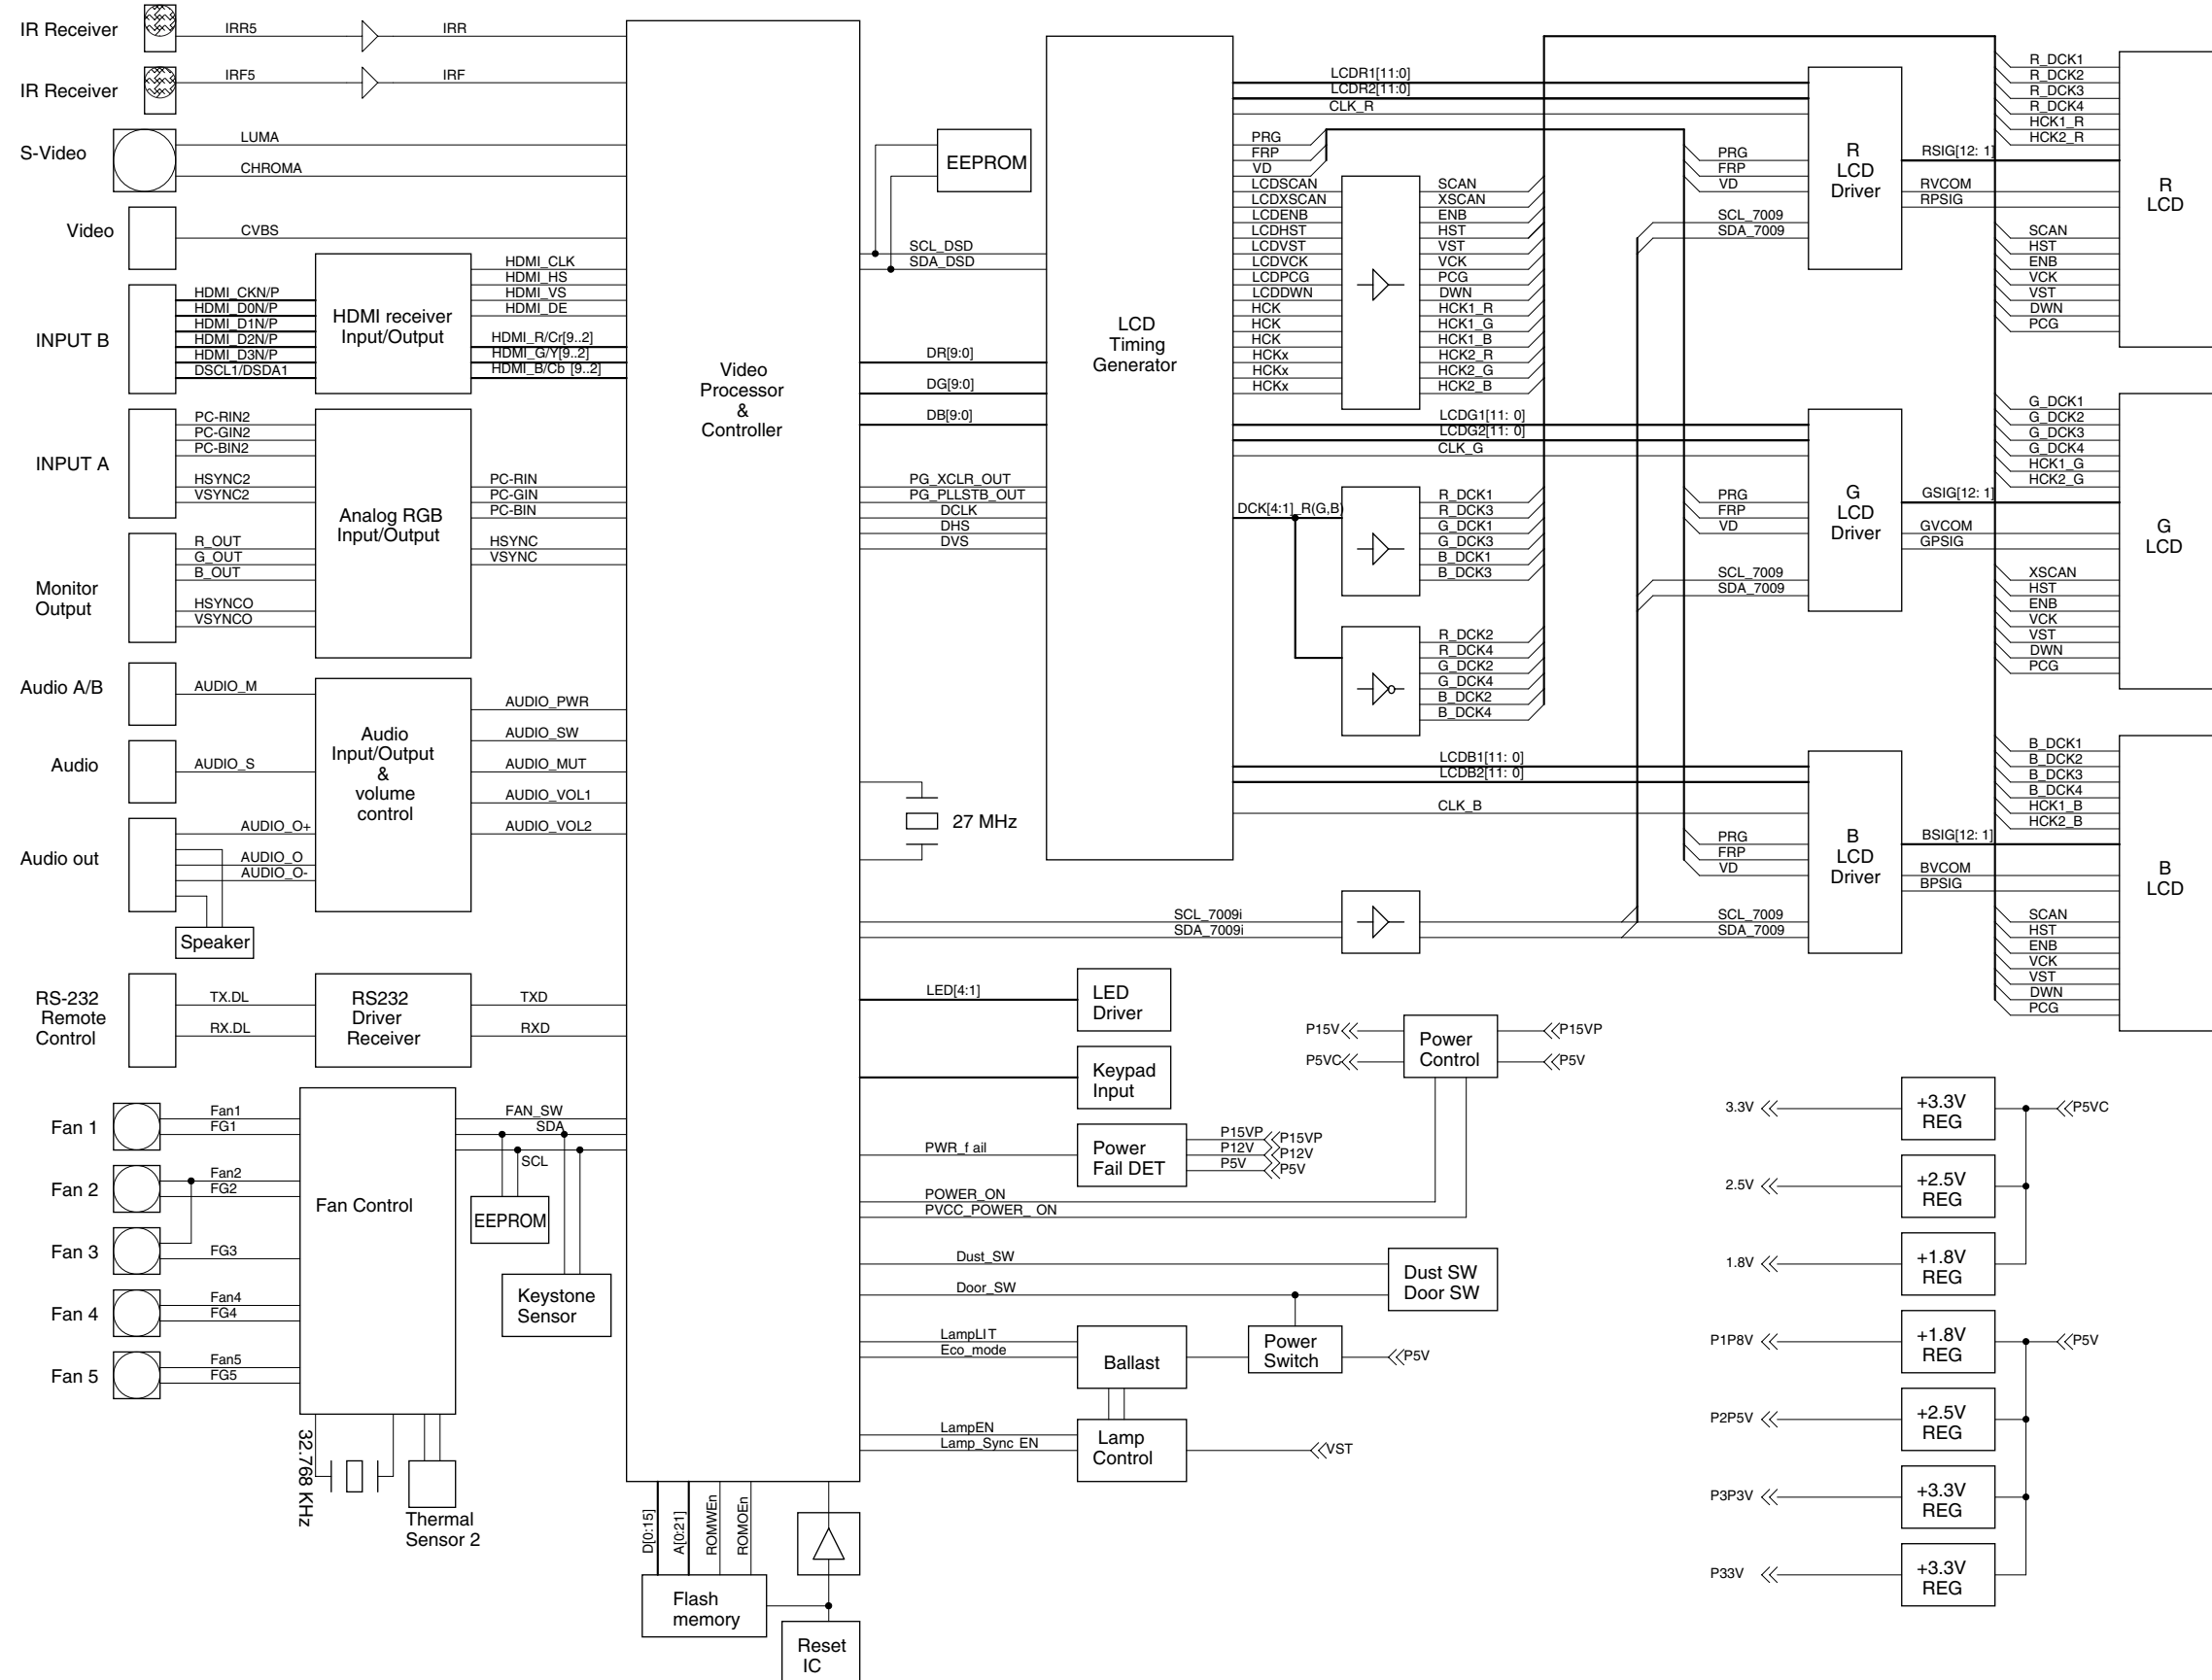 IR Receiver
IRR5
IRR
IR Receiver
IRF5
IRF
S-Video
LUMA
CHROMA
Video
CVBS
INPUT B
HDMI_CKN/P
HDMI_D0N/P
HDMI_D1N/P
HDMI_D2N/P
HDMI_D3N/P
DSCL1/DSDA1
HDMI receiver
Input/Output
HDMI_CLK
HDMI_HS
HDMI_VS
HDMI_DE
HDMI_R/Cr[9..2]
HDMI_G/Y[9..2]
HDMI_B/Cb [9..2]
INPUT A
PC-RIN2
PC-GIN2
PC-BIN2
HSYNC2
VSYNC2
Analog RGB
Input/Output
PC-RIN
PC-GIN
PC-BIN
HSYNC
VSYNC
Monitor
Output
R_OUT
G_OUT
B_OUT
HSYNCO
VSYNCO
Audio A/B
AUDIO_M
Audio
AUDIO_S
Audio out
AUDIO_O+
AUDIO_O
AUDIO_O-
Speaker
Audio
Input/Output
&
volume
control
AUDIO_PWR
AUDIO_SW
AUDIO_MUT
AUDIO_VOL1
AUDIO_VOL2
RS-232
Remote
Control
TX.DL
RX.DL
RS232
Driver
Receiver
TXD
RXD
Fan 1
Fan1
FG1
Fan 2
Fan2
FG2
Fan 3
FG3
Fan 4
Fan4
FG4
Fan 5
Fan5
FG5
Fan Control
FAN_SW
SDA
SCL
EEPROM
Keystone
Sensor
32.768 KHz
Thermal
Sensor 2
Video
Processor
&
Controller
D[0:15]
A[0:21]
ROMWEn
ROMOEn
Flash
memory
Reset
IC
EEPROM
SCL_DSD
SDA_DSD
DR[9:0]
DG[9:0]
DB[9:0]
PG_XCLR_OUT
PG_PLLSTB_OUT
DCLK
DHS
DVS
27 MHz
SCL_7009i
SDA_7009i
LED[4:1]
LED
Driver
Keypad
Input
PWR_f ail
Power
Fail DET
P15VP
P12V
P5V
P15VP
P12V
P5V
POWER_ON
PVCC_POWER_ ON
P15V
P5VC
Power
Control
P15VP
P5V
Dust_SW
Door_SW
Dust SW
Door SW
LampLIT
Eco_mode
Ballast
Power
Switch
P5V
LampEN
Lamp_Sync EN
Lamp
Control
VST
LCD
Timing
Generator
LCDR1[11:0]
LCDR2[11:0]
CLK_R
PRG
FRP
VD
LCDSCAN
LCDXSCAN
LCDENB
LCDHST
LCDVST
LCDVCK
LCDPCG
LCDDWN
HCK
HCK
HCK
HCKx
HCKx
HCKx
SCAN
XSCAN
ENB
HST
VST
VCK
PCG
DWN
HCK1_R
HCK1_G
HCK1_B
HCK2_R
HCK2_G
HCK2_B
LCDG1[11: 0]
LCDG2[11: 0]
CLK_G
DCK[4:1]_R(G,B)
R_DCK1
R_DCK3
G_DCK1
G_DCK3
B_DCK1
B_DCK3
R_DCK2
R_DCK4
G_DCK2
G_DCK4
B_DCK2
B_DCK4
LCDB1[11: 0]
LCDB2[11: 0]
CLK_B
PRG
FRP
VD
SCL_7009
SDA_7009
R
LCD
Driver
RSIG[12: 1]
RVCOM
RPSIG
R_DCK1
R_DCK2
R_DCK3
R_DCK4
HCK1_R
HCK2_R
SCAN
HST
ENB
VCK
VST
DWN
PCG
R
LCD
PRG
FRP
VD
SCL_7009
SDA_7009
G
LCD
Driver
GSIG[12: 1]
GVCOM
GPSIG
G_DCK1
G_DCK2
G_DCK3
G_DCK4
HCK1_G
HCK2_G
XSCAN
HST
ENB
VCK
VST
DWN
PCG
G
LCD
PRG
FRP
VD
SCL_7009
SDA_7009
B
LCD
Driver
BSIG[12: 1]
BVCOM
BPSIG
B_DCK1
B_DCK2
B_DCK3
B_DCK4
HCK1_B
HCK2_B
SCAN
HST
ENB
VCK
VST
DWN
PCG
B
LCD
3.3V
+3.3V
REG
P5VC
2.5V
+2.5V
REG
1.8V
+1.8V
REG
P1P8V
+1.8V
REG
P5V
P2P5V
+2.5V
REG
P3P3V
+3.3V
REG
P33V
+3.3V
REG